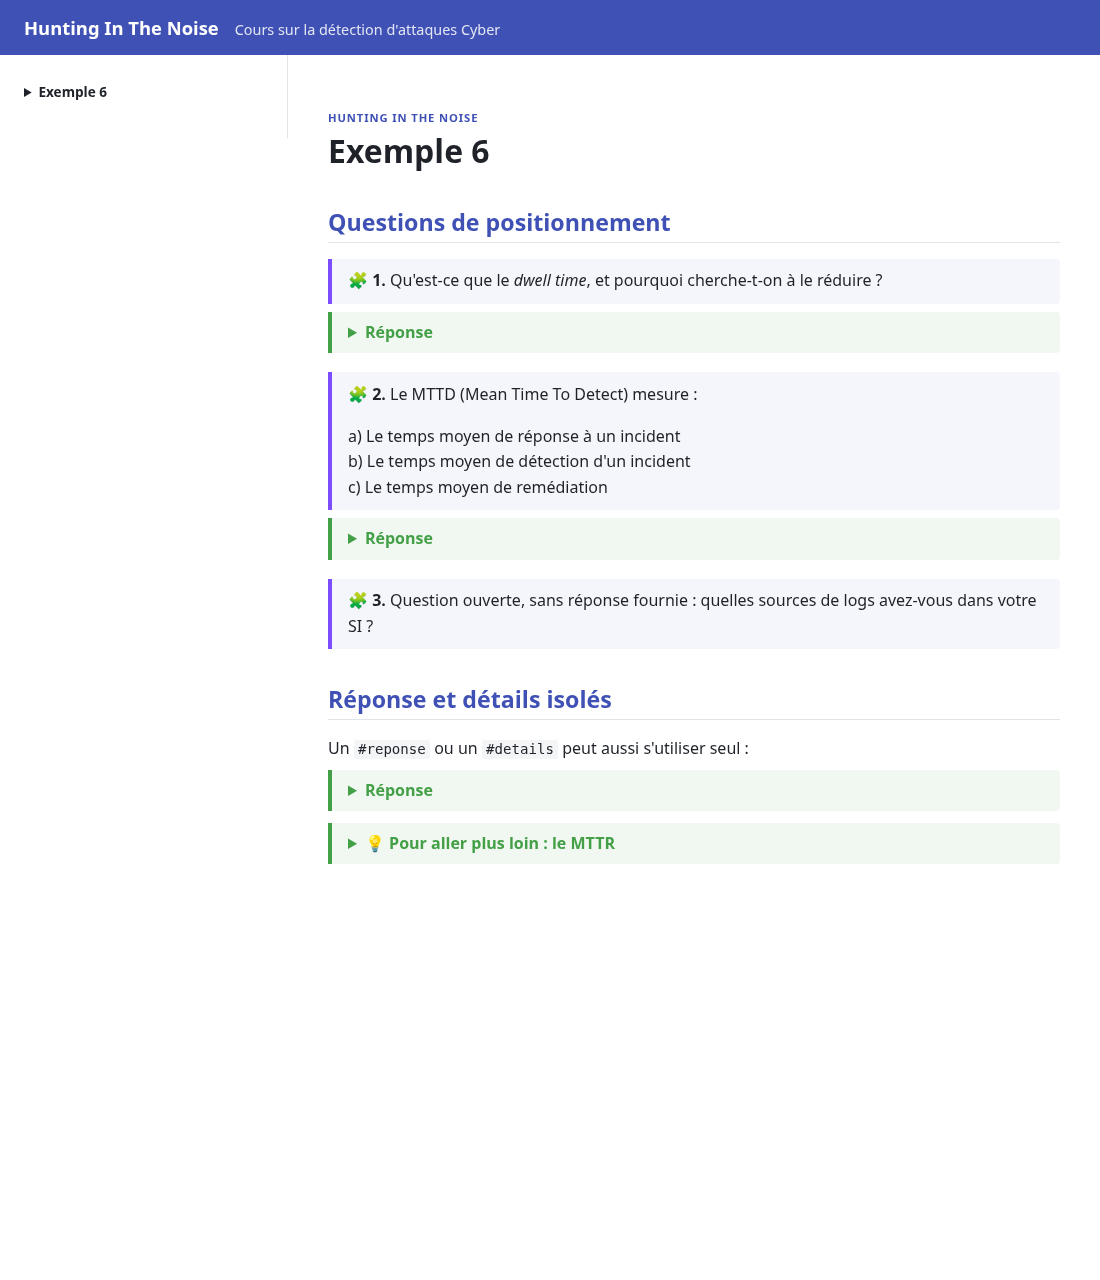 Hunting In The Noise Cours sur la détection d'attaques Cyber
▶ Exemple 6
HUNTING IN THE NOISE
Exemple 6
Questions de positionnement
🧩 1. Qu'est-ce que le dwell time, et pourquoi cherche-t-on à le réduire ?
▶ Réponse
🧩 2. Le MTTD (Mean Time To Detect) mesure :
a) Le temps moyen de réponse à un incident
b) Le temps moyen de détection d'un incident
c) Le temps moyen de remédiation
▶ Réponse
🧩 3. Question ouverte, sans réponse fournie : quelles sources de logs avez-vous dans votre
SI ?
Réponse et détails isolés
Un #reponse ou un #details peut aussi s'utiliser seul :
▶ Réponse
▶ 💡 Pour aller plus loin : le MTTR